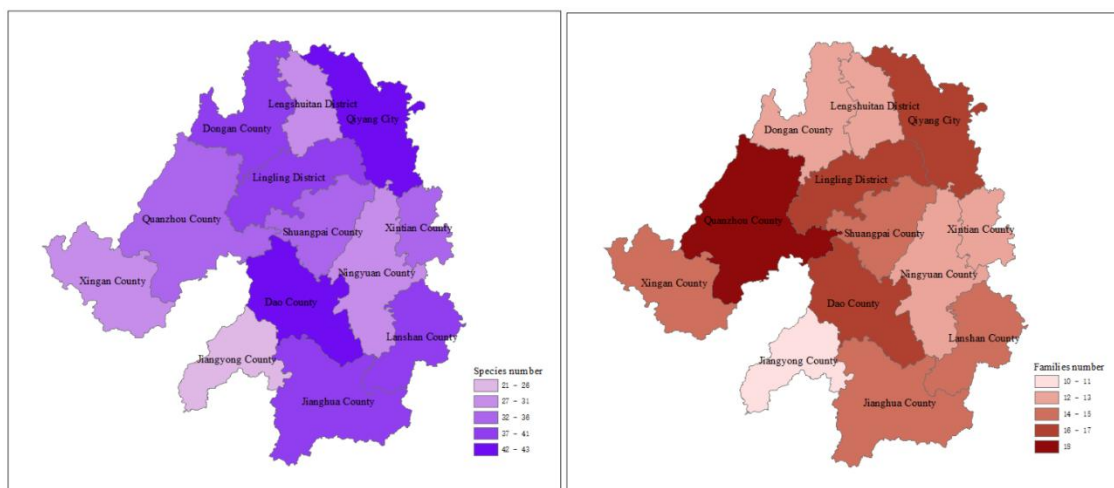 Lengshuitan District
Qiyang City
Dongan County
Lingling District
Quanzhou County
Xintian County
Shuangpai County
Ningyuan County
Xingan County
Dao County
Lanshan County
Jiangyong County
Jianghua County
Species number
21 - 26
27 - 31
32 - 36
37 - 41
42 - 43
Lengshuitan District
Qiyang City
Dongan County
Lingling District
Quanzhou County
Xintian County
Shuangpai County
Ningyuan County
Xingan County
Dao County
Lanshan County
Jiangyong County
Jianghua County
Families number
10 - 11
12 - 13
14 - 15
16 - 17